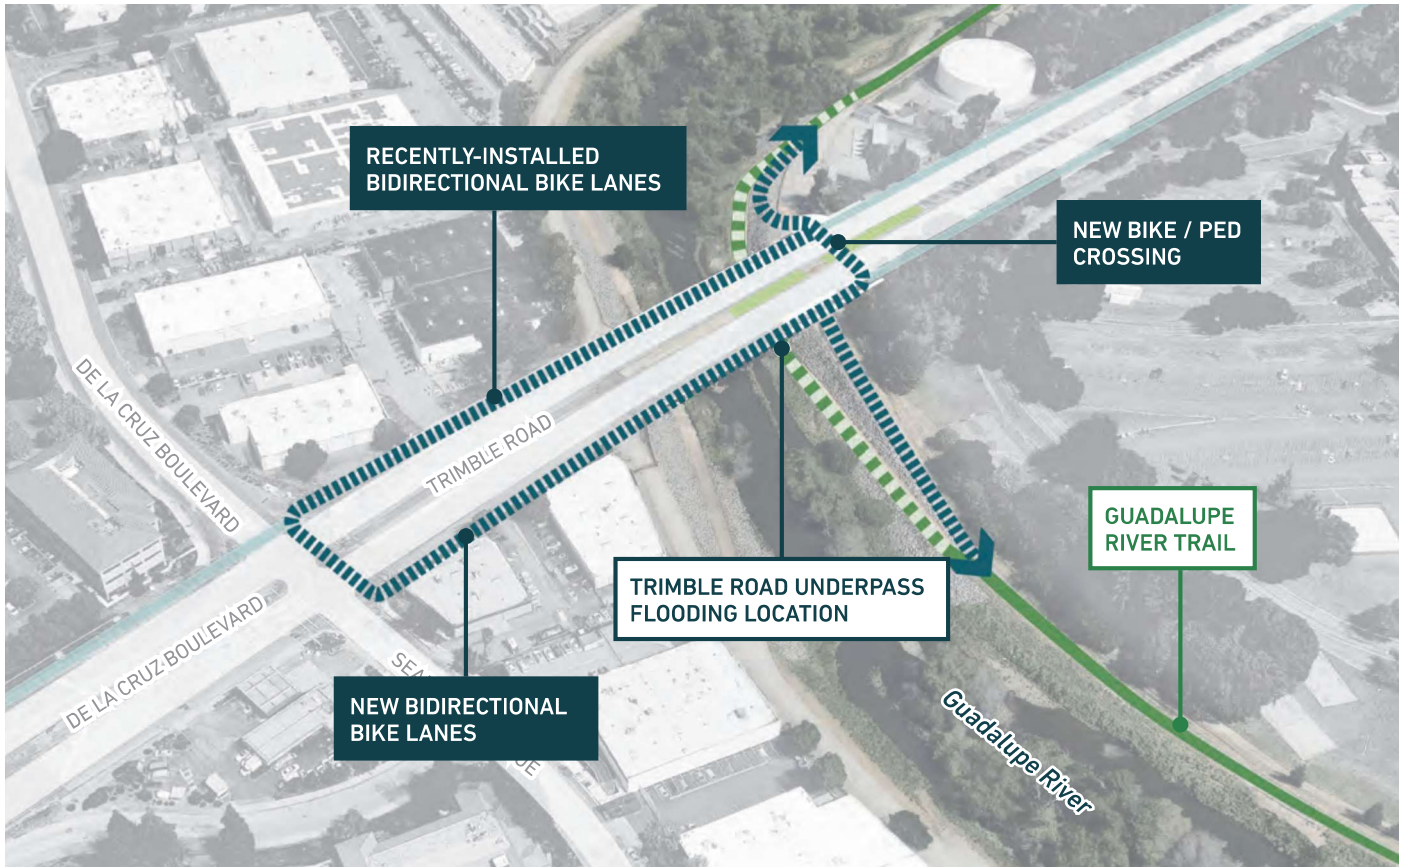 RECENTLY-INSTALLED
BIDIRECTIONAL BIKE LANES
NEW BIKE / PED
CROSSING
DE LA CRUZ BOULEVARD
TRIMBLE ROAD
GUADALUPE
RIVER TRAIL
TRIMBLE ROAD UNDERPASS
FLOODING LOCATION
DE LA CRUZ BOULEVARD
NEW BIDIRECTIONAL
BIKE LANES
Guadalupe River